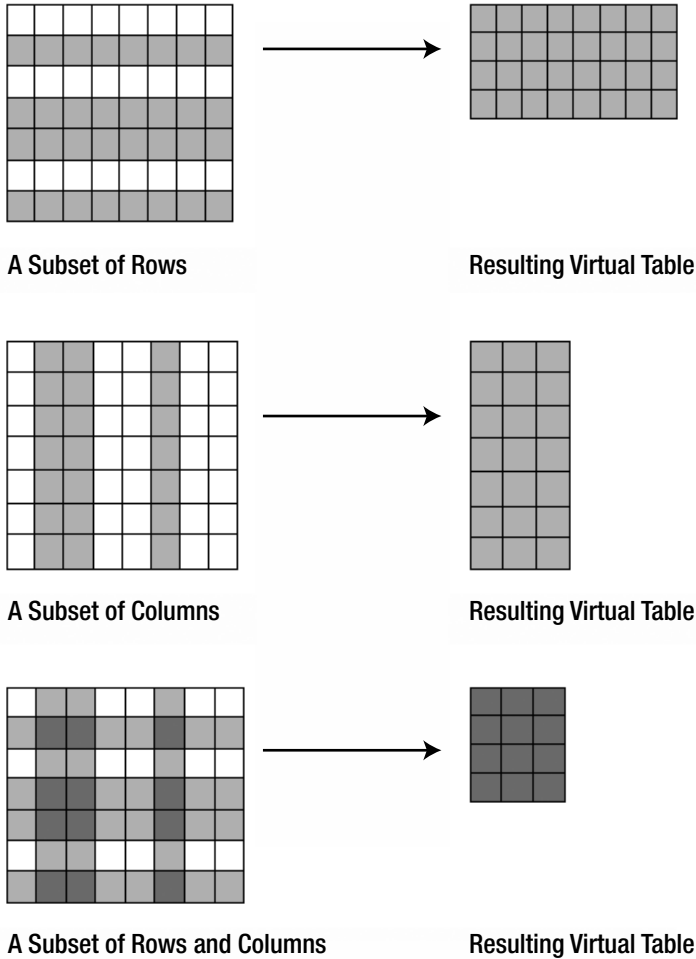 A Subset of Rows
Resulting Virtual Table
A Subset of Columns
Resulting Virtual Table
A Subset of Rows and Columns
Resulting Virtual Table